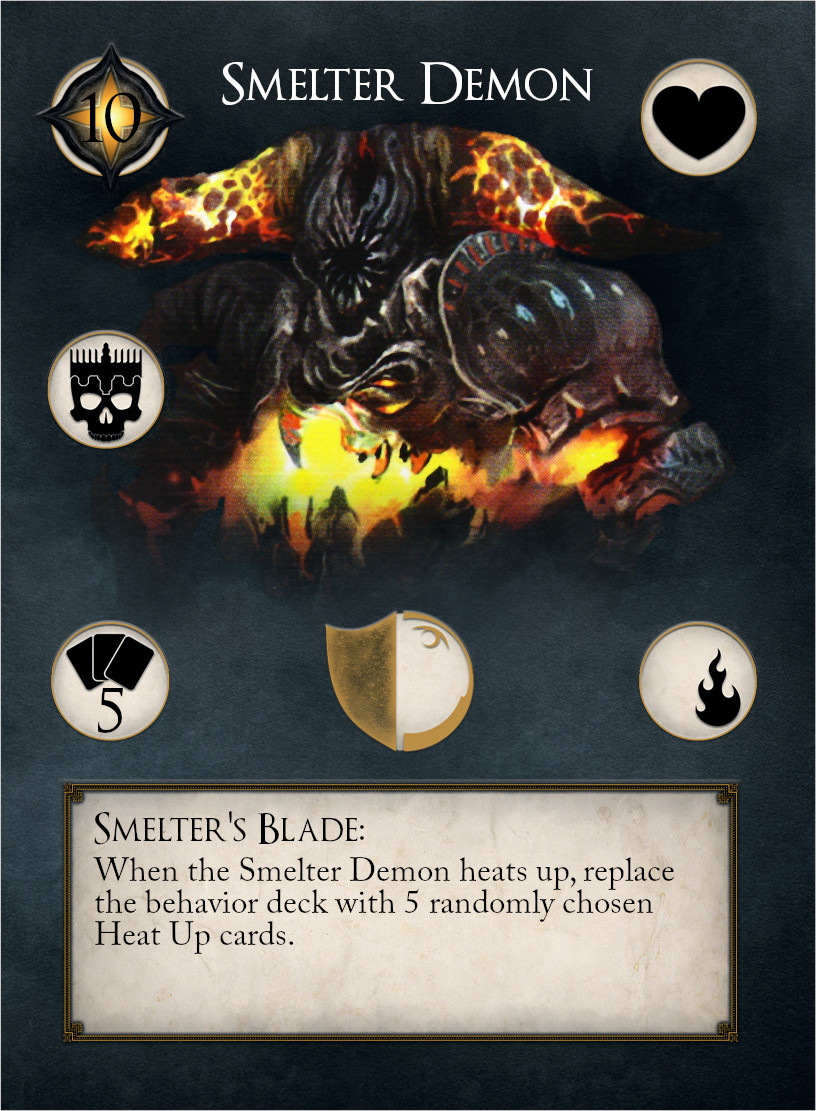 10
Smelter Demon
5
Smelter's Blade:
When the Smelter Demon heats up, replace
the behavior deck with 5 randomly chosen
Heat Up cards.